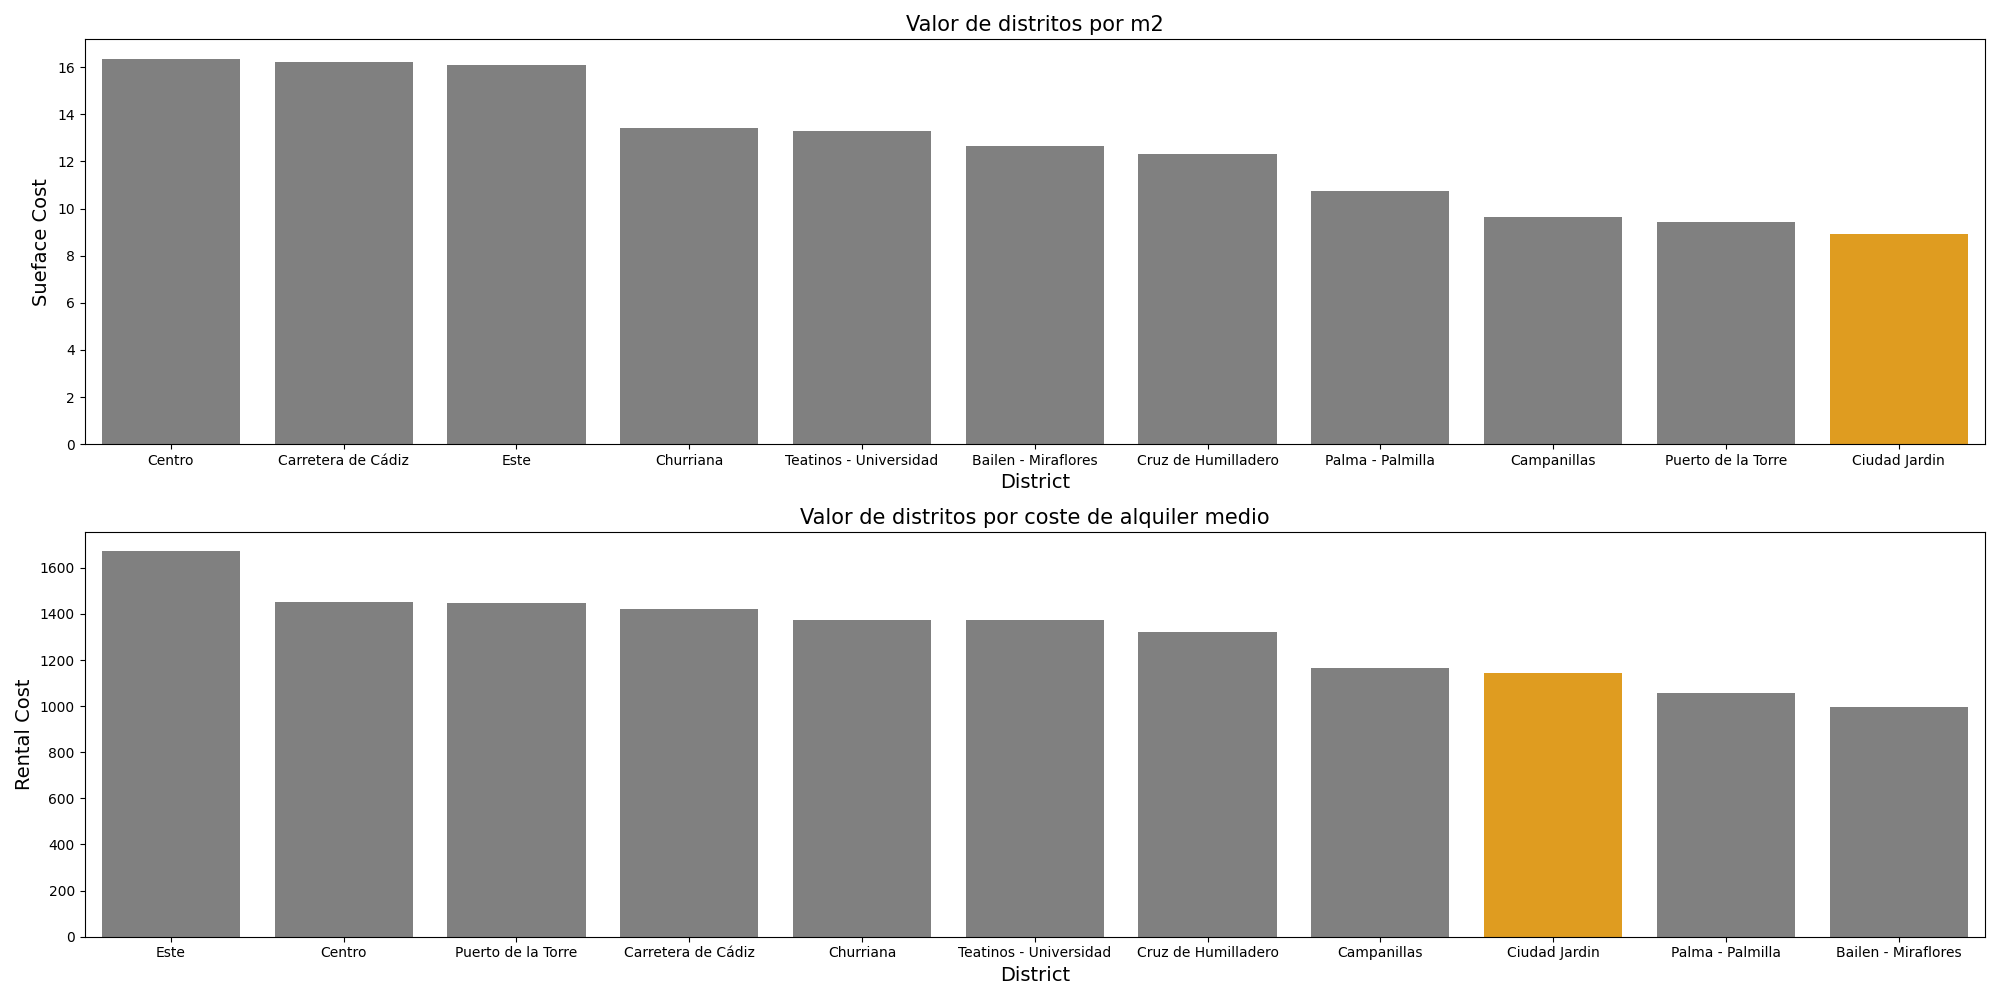 Valor de distritos por m2
Sueface Cost
16
14
12
10
8
6
4
2
0
Centro Carretera de Cádiz Este Churriana Teatinos - Universidad Bailen - Miraflores Cruz de Humilladero Palma - Palmilla Campanillas Puerto de la Torre Ciudad Jardin
District
Valor de distritos por coste de alquiler medio
Rental Cost
1600
1400
1200
1000
800
600
400
200
0
Este Centro Puerto de la Torre Carretera de Cádiz Churriana Teatinos - Universidad Cruz de Humilladero Campanillas Ciudad Jardin Palma - Palmilla Bailen - Miraflores
District